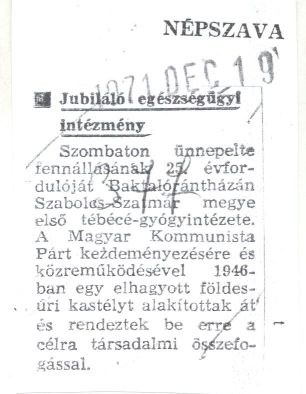 NÉPSZAVA
1971 DEC 19
Jubiláló egészségügyi
intézmény
Szombaton ünnepelte
fennállásának 25. évfor-
dulóját Baktalórántházán
Szabolcs-Szatmár megye
első tébécé-gyógyintézete.
A Magyar Kommunista
Párt kezdeményezésére és
közreműködésével 1946-
ban egy elhagyott földes-
úri kastélyt alakítottak át
és rendeztek be erre a
célra társadalmi összefo-
gással.